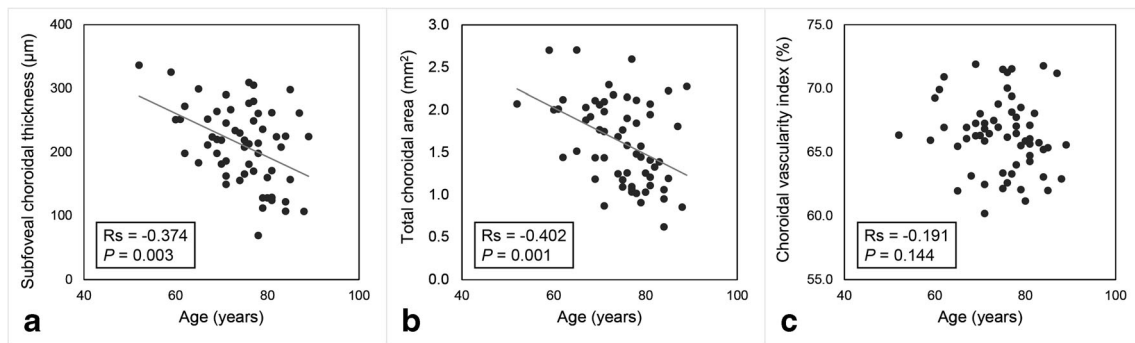 Subfoveal choroidal thickness (μm)
400
300
200
100
0
Rs = -0.374
P = 0.003
40
60
80
100
Age (years)
a
Total choroidal area (mm²)
3.0
2.5
2.0
1.5
1.0
0.5
0.0
Rs = -0.402
P = 0.001
40
60
80
100
Age (years)
b
Choroidal vascularity index (%)
75.0
70.0
65.0
60.0
55.0
Rs = -0.191
P = 0.144
40
60
80
100
Age (years)
c